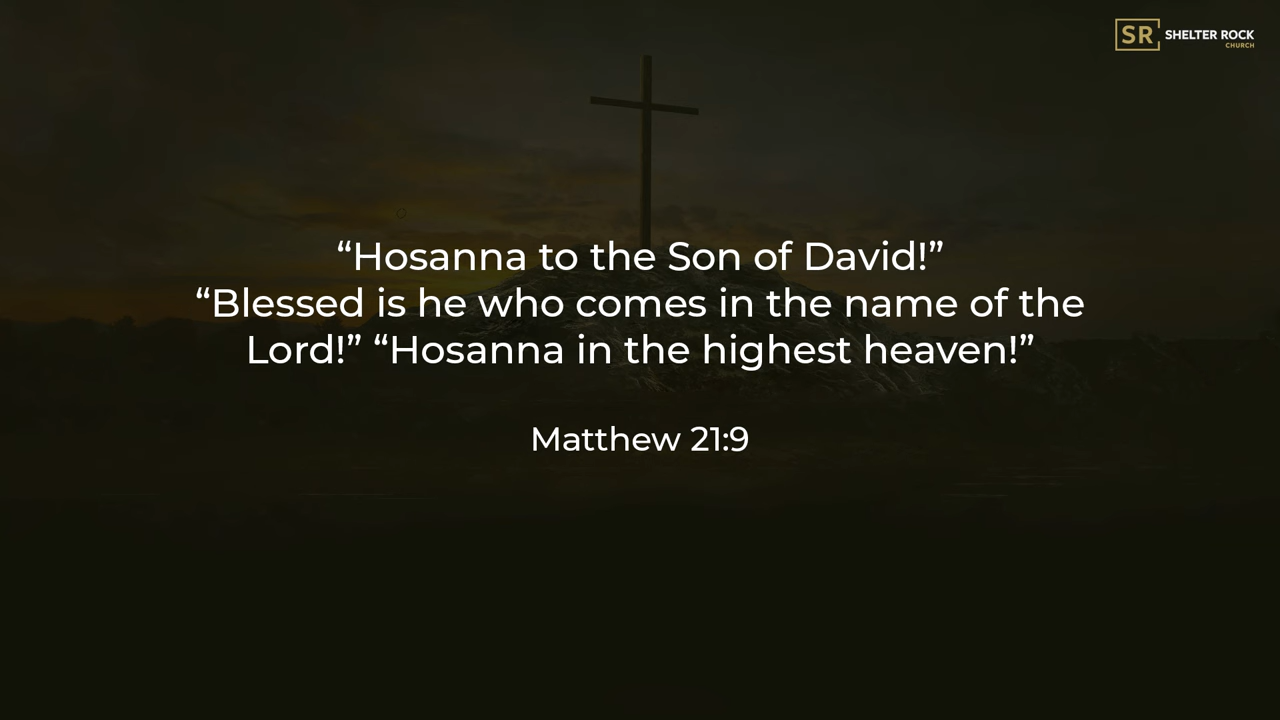 SR SHELTER ROCK
CHURCH
“Hosanna to the Son of David!”
“Blessed is he who comes in the name of the
Lord!” “Hosanna in the highest heaven!”
Matthew 21:9